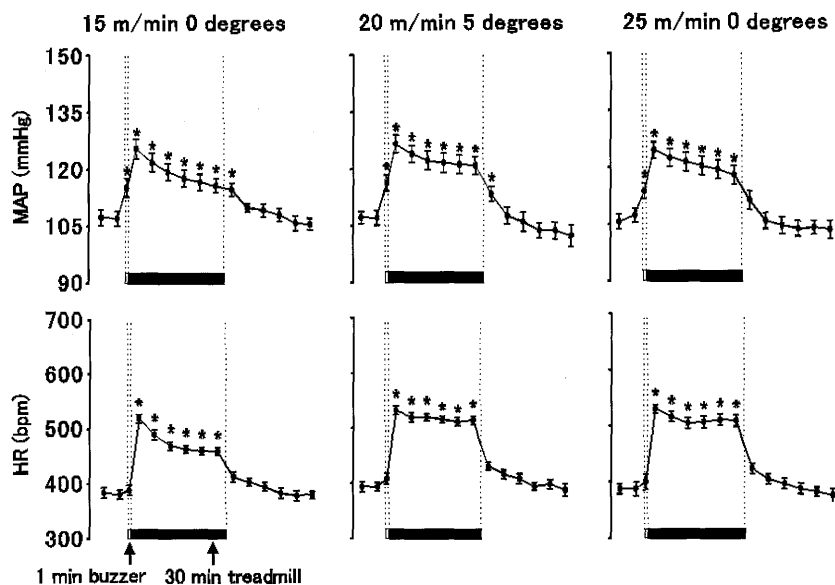 15 m/min 0 degrees
20 m/min 5 degrees
25 m/min 0 degrees
MAP (mmHg)
150
135
120
105
90
* * * * * * * *
* * * * * * * *
* * * * * * *
HR (bpm)
700
600
500
400
300
* * * * * *
* * * * * *
* * * * * *
1 min buzzer
30 min treadmill